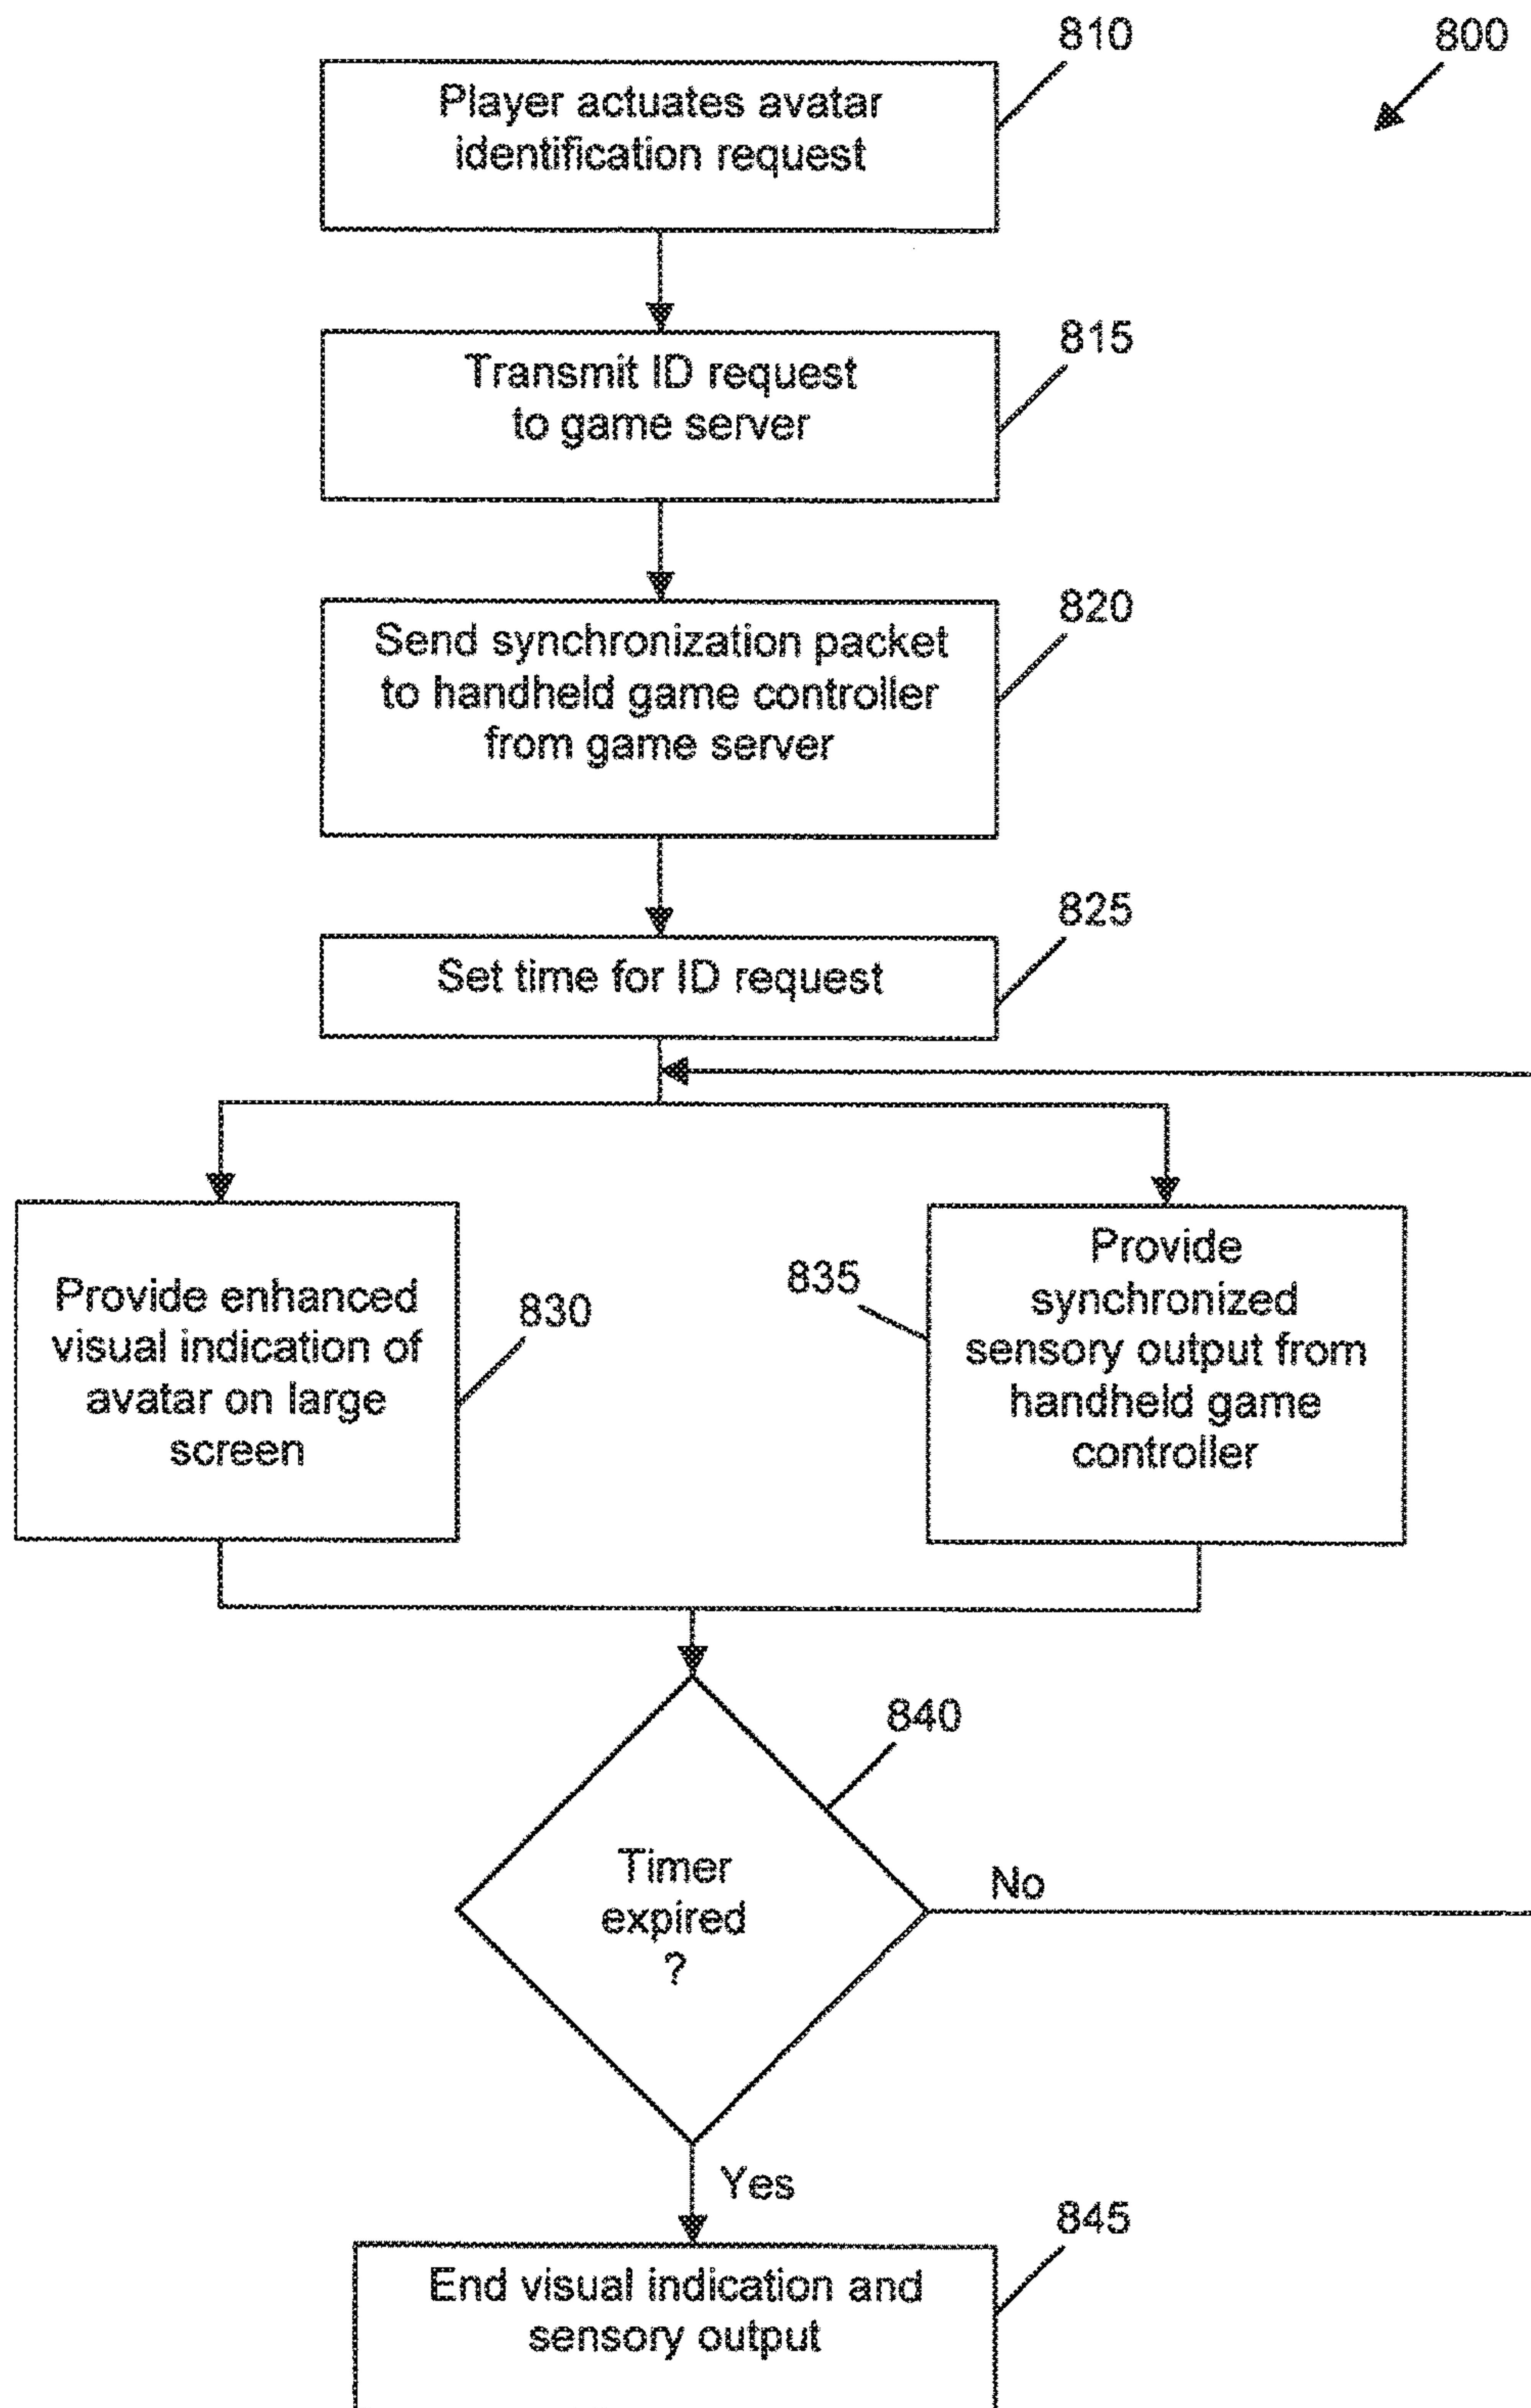 810
800
Player actuates avatar
identification request
815
Transmit ID request
to game server
820
Send synchronization packet
to handheld game controller
from game server
825
Set time for ID request
830
Provide enhanced
visual indication of
avatar on large
screen
835
Provide
synchronized
sensory output from
handheld game
controller
840
Timer
expired
?
No
Yes
845
End visual indication and
sensory output